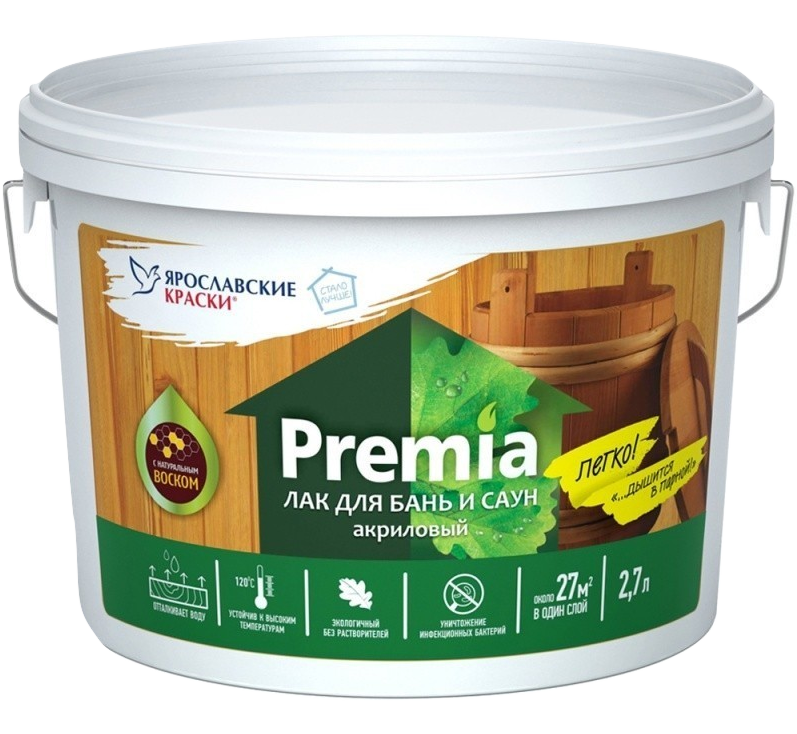 ЯРОСЛАВСКИЕ
КРАСКИ®
СТАЛО
ЛУЧШЕ!
Premia
ЛАК ДЛЯ БАНЬ И САУН
акриловый
С НАТУРАЛЬНЫМ
ВОСКОМ
Легко!
«...дышится
в парной!»
ОТТАЛКИВАЕТ ВОДУ
120°C
УСТОЙЧИВ К ВЫСОКИМ
ТЕМПЕРАТУРАМ
ЭКОЛОГИЧНЫЙ
БЕЗ РАСТВОРИТЕЛЕЙ
УНИЧТОЖЕНИЕ
ИНФЕКЦИОННЫХ БАКТЕРИЙ
ОКОЛО 27м²
В ОДИН СЛОЙ
2,7л